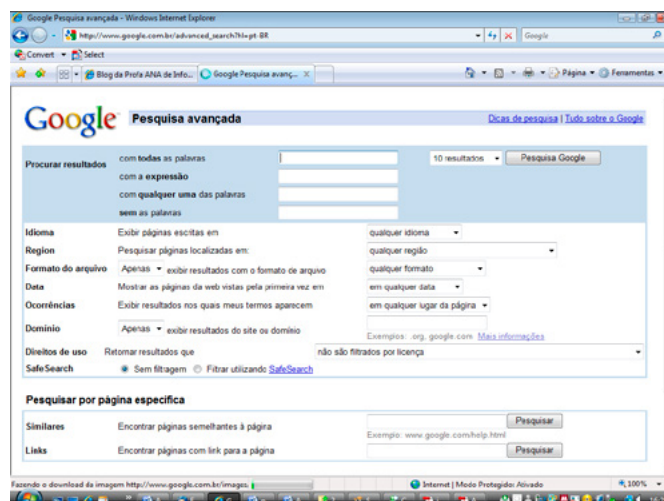 Google Pesquisa avançada - Windows Internet Explorer
http://www.google.com.br/advanced_search?hl=pt-BR
Google
Convert
Select
Blog da Profa ANA de Info...
Google Pesquisa avanç...
Página
Ferramentas
Google
Pesquisa avançada
Dicas de pesquisa | Tudo sobre o Google
Procurar resultados
com todas as palavras
10 resultados
Pesquisa Google
com a expressão
com qualquer uma das palavras
sem as palavras
Idioma Exibir páginas escritas em qualquer idioma
Region Pesquisar páginas localizadas em: qualquer região
Formato do arquivo Apenas exibir resultados com o formato de arquivo qualquer formato
Data Mostrar as páginas da web vistas pela primeira vez em em qualquer data
Ocorrências Exibir resultados nos quais meus termos aparecem em qualquer lugar da página
Domínio Apenas exibir resultados do site ou domínio
Exemplos: .org, google.com Mais informações
Direitos de uso Retornar resultados que não são filtrados por licença
SafeSearch Sem filtragem Filtrar utilizando SafeSearch
Pesquisar por página específica
Similares Encontrar páginas semelhantes à página Pesquisar
Exemplo: www.google.com/help.html
Links Encontrar páginas com link para a página Pesquisar
Fazendo o download da imagem http://www.google.com.br/images.
Internet | Modo Protegido: Ativado
100%